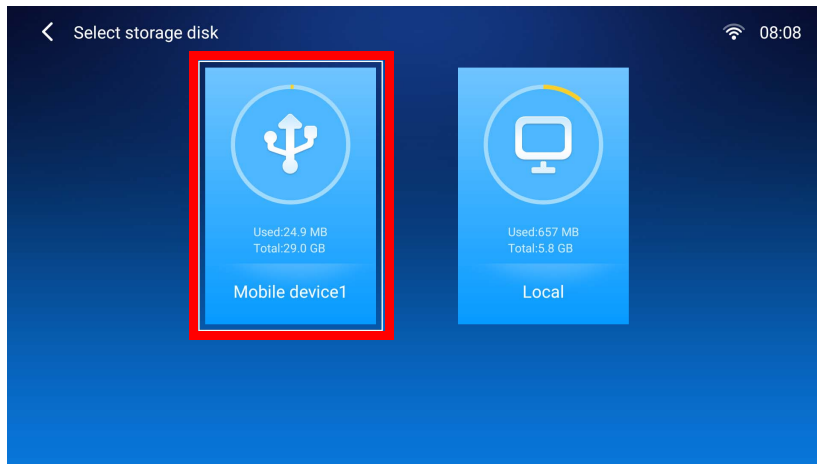 Select storage disk
08:08
Used:24.9 MB
Total:29.0 GB
Mobile device1
Used:657 MB
Total:5.8 GB
Local